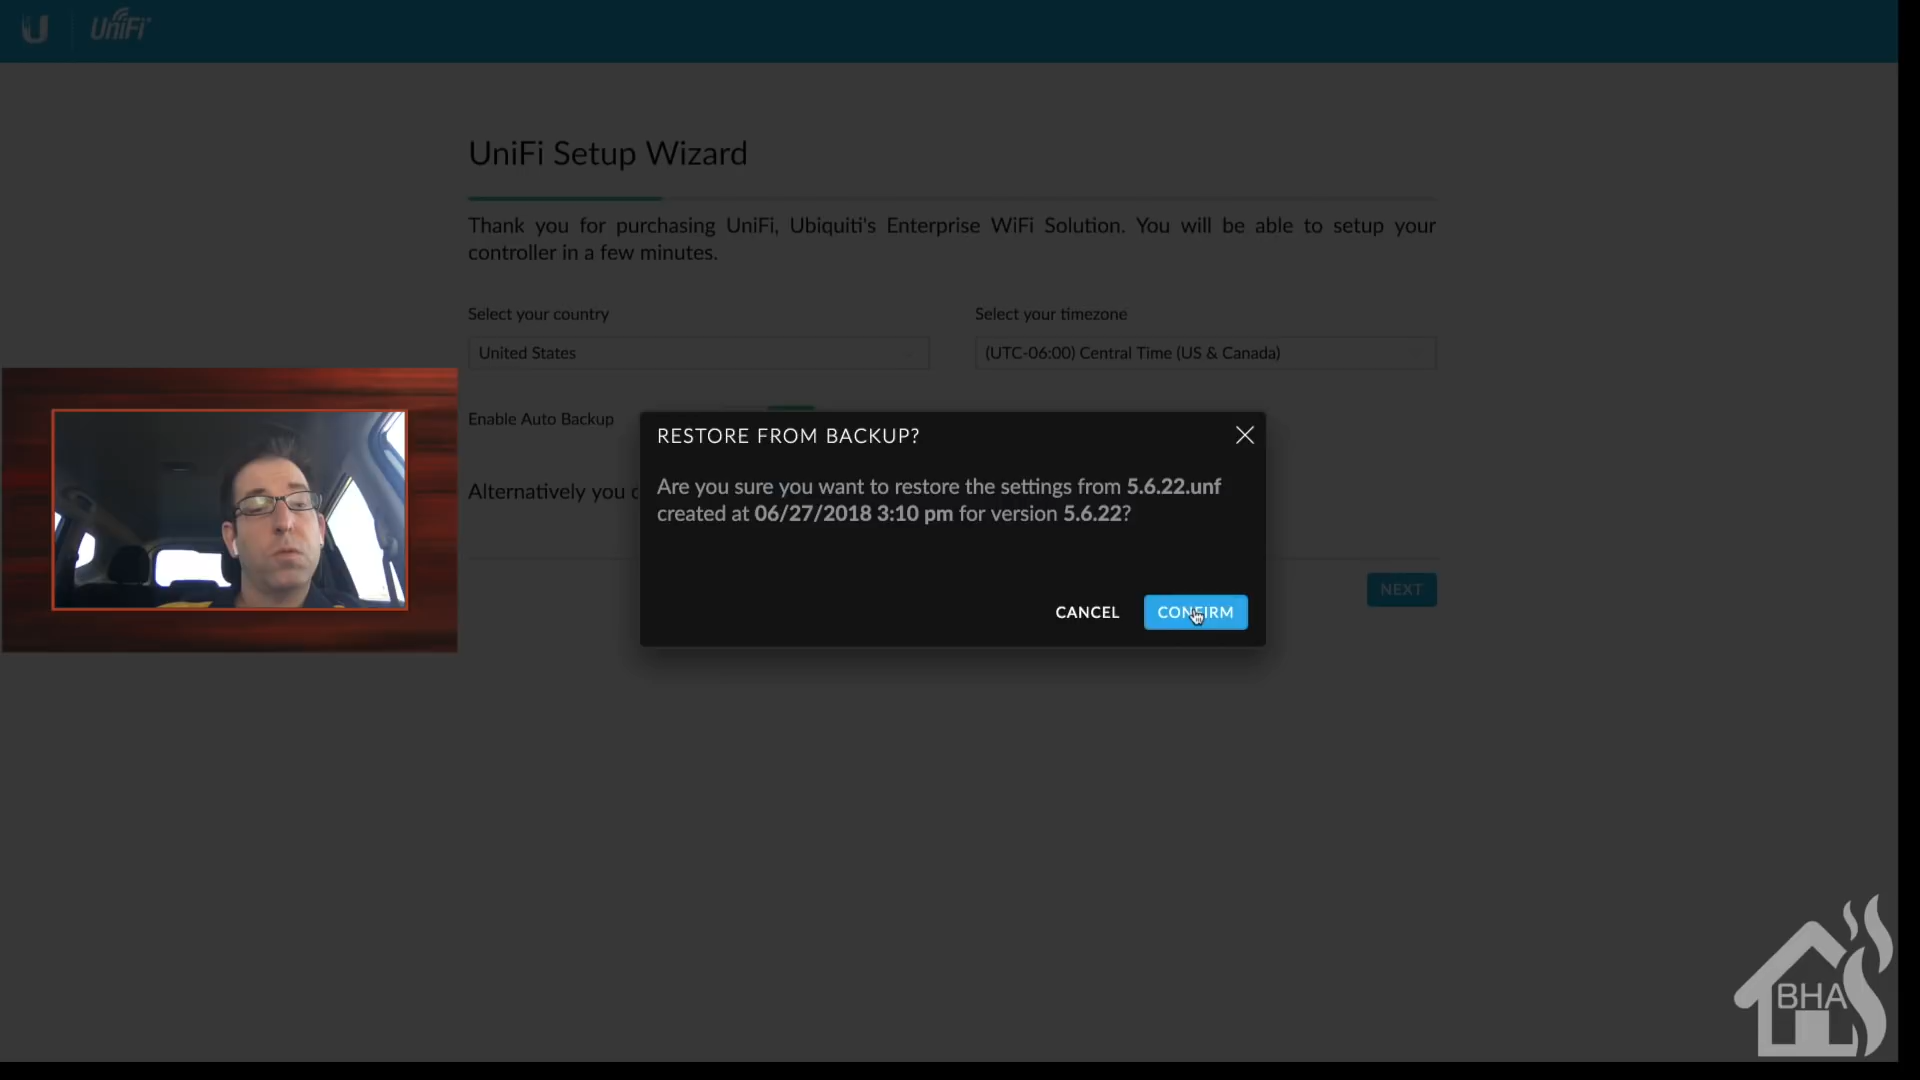 U UniFi
UniFi Setup Wizard
Thank you for purchasing UniFi, Ubiquiti's Enterprise WiFi Solution. You will be able to setup your
controller in a few minutes.
Select your country
Select your timezone
United States
(UTC-06:00) Central Time (US & Canada)
Enable Auto Backup
RESTORE FROM BACKUP?
Are you sure you want to restore the settings from 5.6.22.unf
created at 06/27/2018 3:10 pm for version 5.6.22?
Alternatively you
NEXT
CANCEL
CONFIRM
BHA